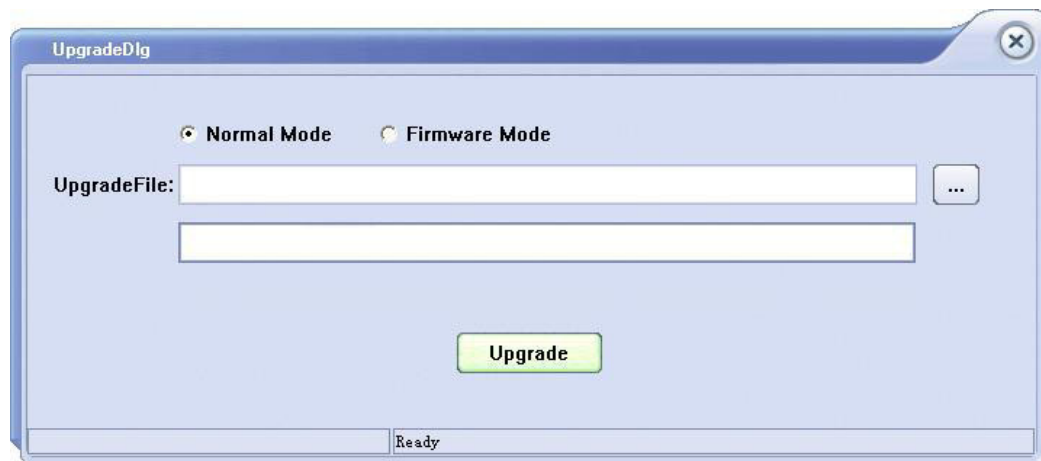 UpgradeDlg
Normal Mode Firmware Mode
UpgradeFile: ...
Upgrade
Ready